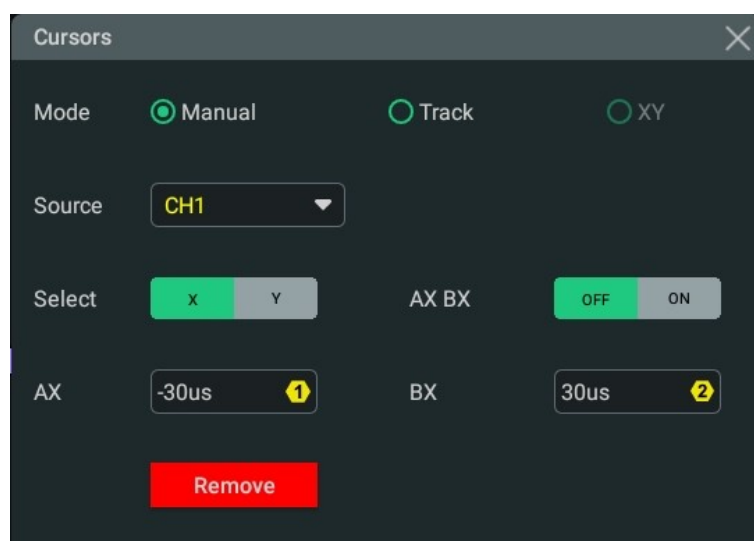 Cursors
Mode Manual Track XY
Source CH1
Select X Y AX BX OFF ON
AX -30us 1 BX 30us 2
Remove